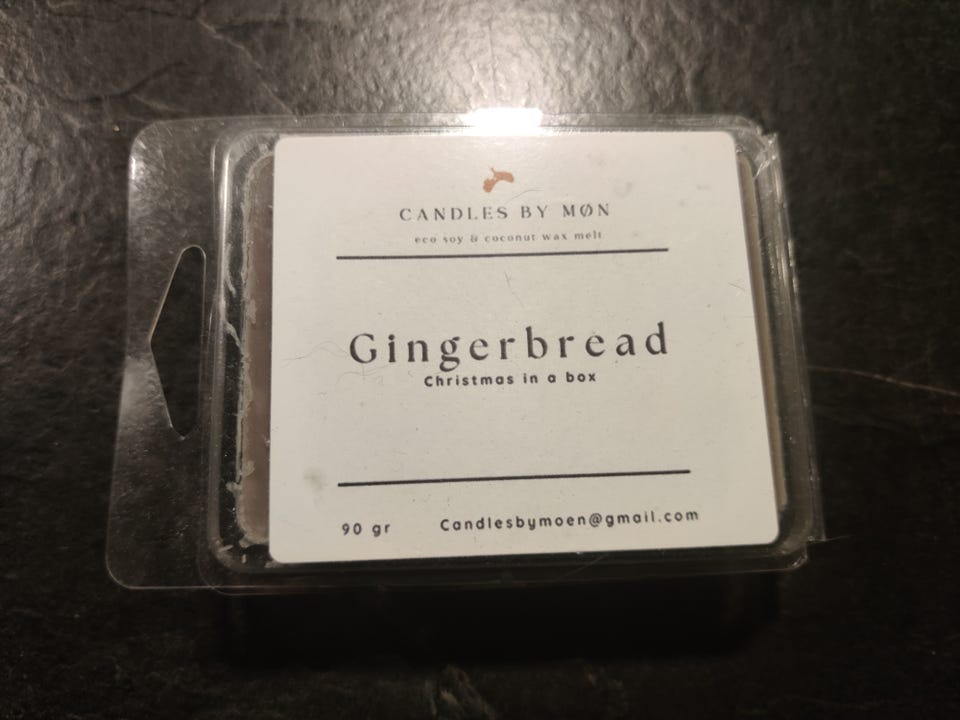 CANDLES BY MØN
eco soy & coconut wax melt
Gingerbread
Christmas in a box
90 gr Candlesbymoen@gmail.com